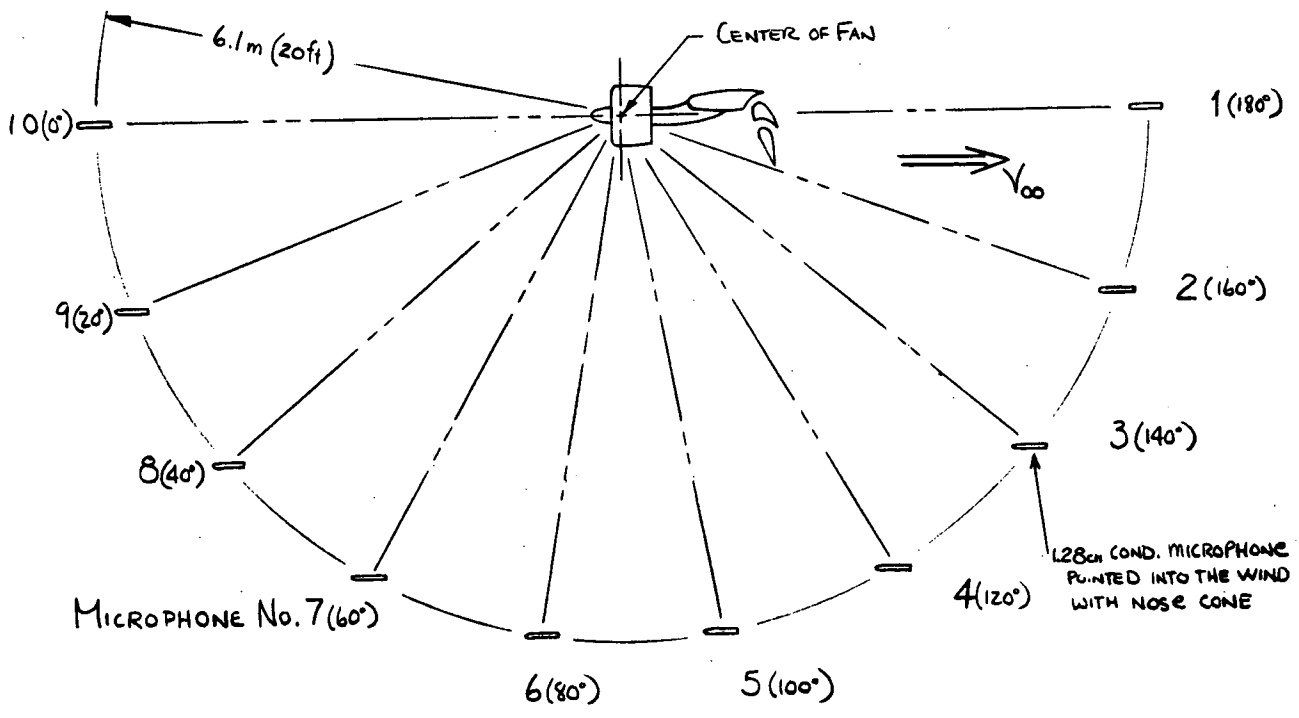 6.1m (20ft)
CENTER OF FAN
10(0°)
1(180°)
V∞
9(20°)
2(160°)
8(40°)
3(140°)
1.28cm COND. MICROPHONE
POINTED INTO THE WIND
WITH NOSE CONE
4(120°)
MICROPHONE No. 7(60°)
6(80°)
5(100°)